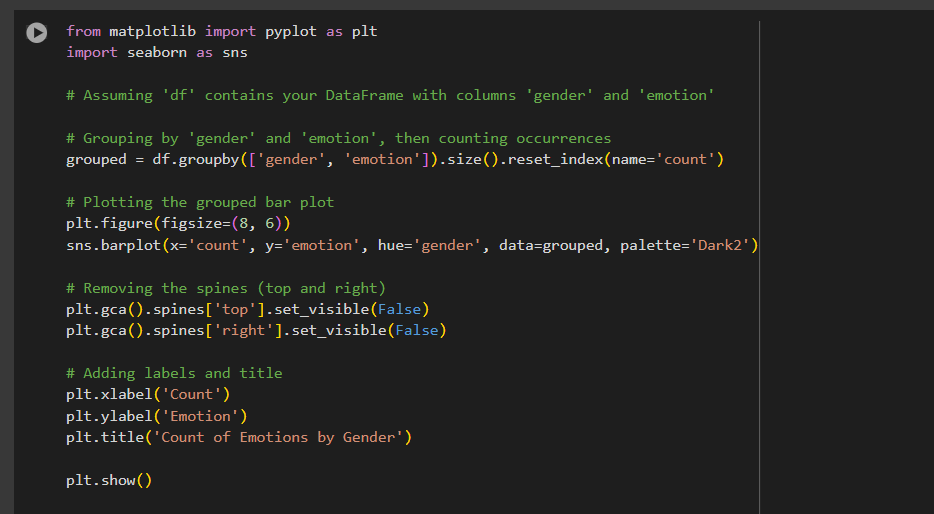 from matplotlib import pyplot as plt
import seaborn as sns
# Assuming 'df' contains your DataFrame with columns 'gender' and 'emotion'
# Grouping by 'gender' and 'emotion', then counting occurrences
grouped = df.groupby(['gender', 'emotion']).size().reset_index(name='count')
# Plotting the grouped bar plot
plt.figure(figsize=(8, 6))
sns.barplot(x='count', y='emotion', hue='gender', data=grouped, palette='Dark2')
# Removing the spines (top and right)
plt.gca().spines['top'].set_visible(False)
plt.gca().spines['right'].set_visible(False)
# Adding labels and title
plt.xlabel('Count')
plt.ylabel('Emotion')
plt.title('Count of Emotions by Gender')
plt.show()